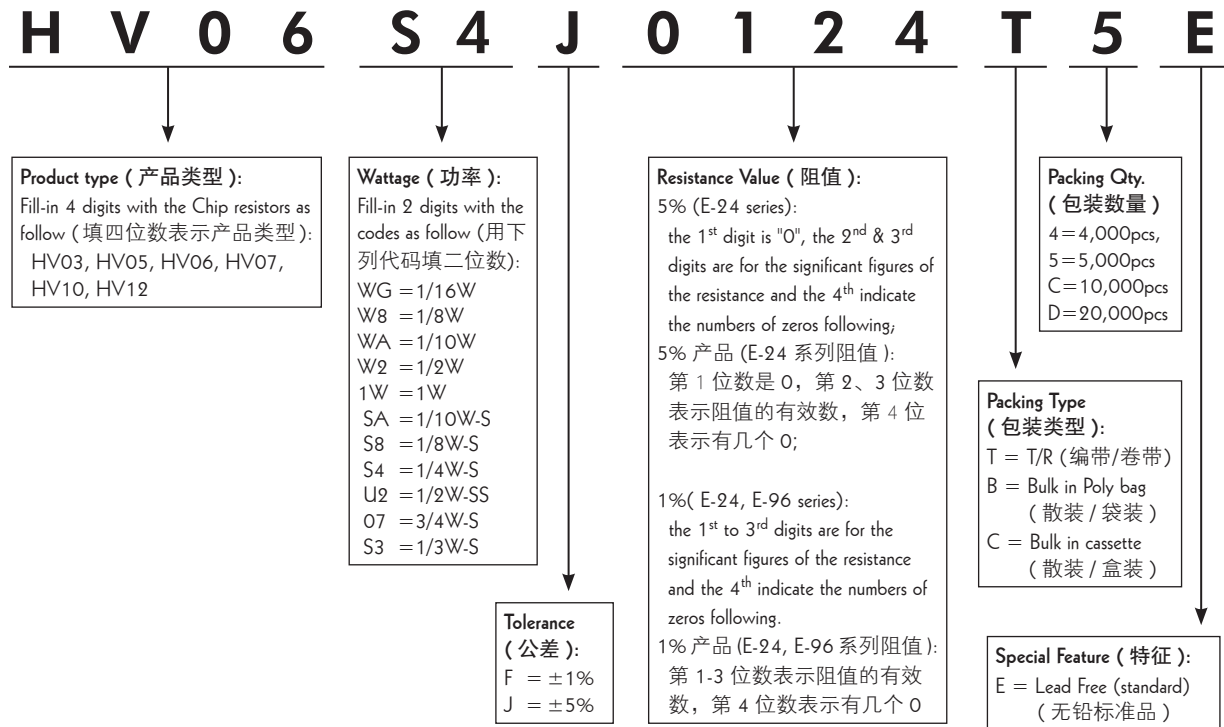 H V 0 6 S 4 J 0 1 2 4 T 5 E
Product type ( 产品类型 ):
Fill-in 4 digits with the Chip resistors as
follow ( 填四位数表示产品类型 ):
HV03, HV05, HV06, HV07,
HV10, HV12
Wattage ( 功率 ):
Fill-in 2 digits with the
codes as follow (用下
列代码填二位数):
WG =1/16W
W8 =1/8W
WA =1/10W
W2 =1/2W
1W =1W
SA =1/10W-S
S8 =1/8W-S
S4 =1/4W-S
U2 =1/2W-SS
07 =3/4W-S
S3 =1/3W-S
Tolerance
( 公差 ):
F = ±1%
J = ±5%
Resistance Value ( 阻值 ):
5% (E-24 series):
the 1st digit is "0", the 2nd & 3rd
digits are for the significant figures of
the resistance and the 4th indicate
the numbers of zeros following;
5% 产品 (E-24 系列阻值 ):
第 1 位数是 0，第 2、3 位数
表示阻值的有效数，第 4 位
表示有几个 0;
1%( E-24, E-96 series):
the 1st to 3rd digits are for the
significant figures of the resistance
and the 4th indicate the numbers of
zeros following.
1% 产品 (E-24, E-96 系列阻值 ):
第 1-3 位数表示阻值的有效
数，第 4 位数表示有几个 0
Packing Type
( 包装类型 ):
T = T/R (编带/卷带)
B = Bulk in Poly bag
( 散装 / 袋装 )
C = Bulk in cassette
( 散装 / 盒装 )
Packing Qty.
( 包装数量 )
4=4,000pcs,
5=5,000pcs
C=10,000pcs
D=20,000pcs
Special Feature ( 特征 ):
E = Lead Free (standard)
( 无铅标准品 )